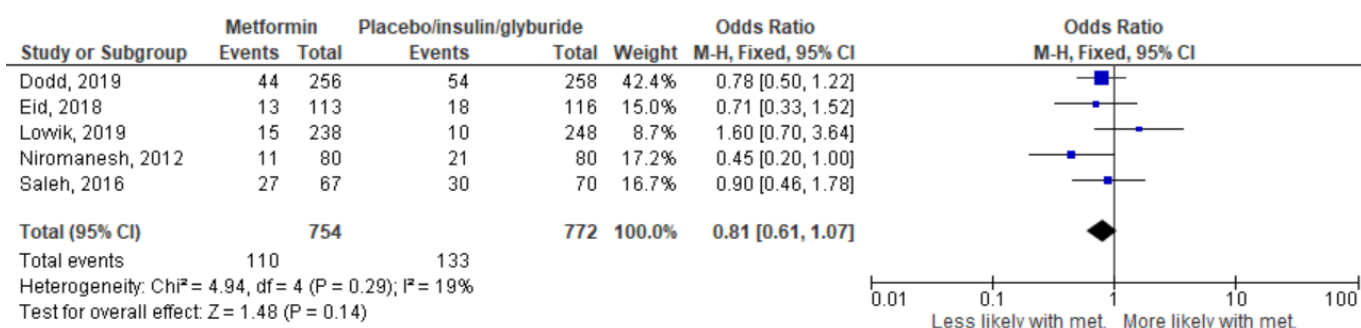 Metformin Placebo/insulin/glyburide Odds Ratio Odds Ratio
Study or Subgroup Events Total Events Total Weight M-H, Fixed, 95% CI M-H, Fixed, 95% CI
Dodd, 2019 44 256 54 258 42.4% 0.78 [0.50, 1.22]
Eid, 2018 13 113 18 116 15.0% 0.71 [0.33, 1.52]
Lowik, 2019 15 238 10 248 8.7% 1.60 [0.70, 3.64]
Niromanesh, 2012 11 80 21 80 17.2% 0.45 [0.20, 1.00]
Saleh, 2016 27 67 30 70 16.7% 0.90 [0.46, 1.78]
Total (95% CI) 754 772 100.0% 0.81 [0.61, 1.07]
Total events 110 133
Heterogeneity: Chi² = 4.94, df = 4 (P = 0.29); I² = 19%
Test for overall effect: Z = 1.48 (P = 0.14)
0.01 0.1 1 10 100
Less likely with met. More likely with met.